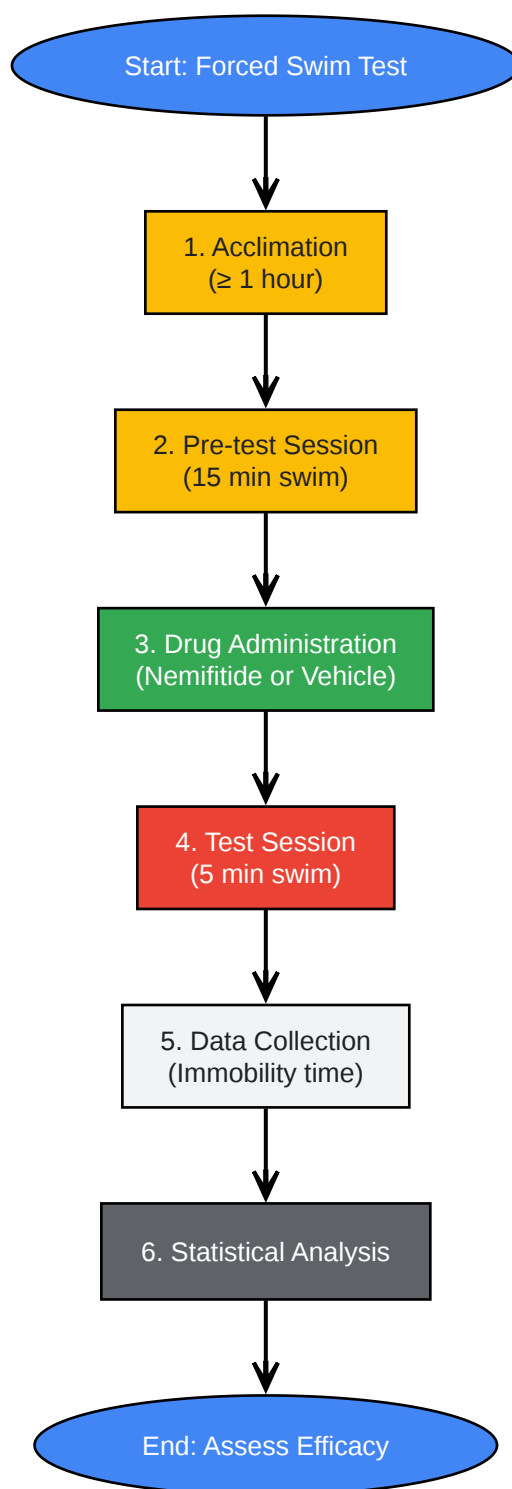 Start: Forced Swim Test
1. Acclimation
(≥ 1 hour)
2. Pre-test Session
(15 min swim)
3. Drug Administration
(Nemifitide or Vehicle)
4. Test Session
(5 min swim)
5. Data Collection
(Immobility time)
6. Statistical Analysis
End: Assess Efficacy